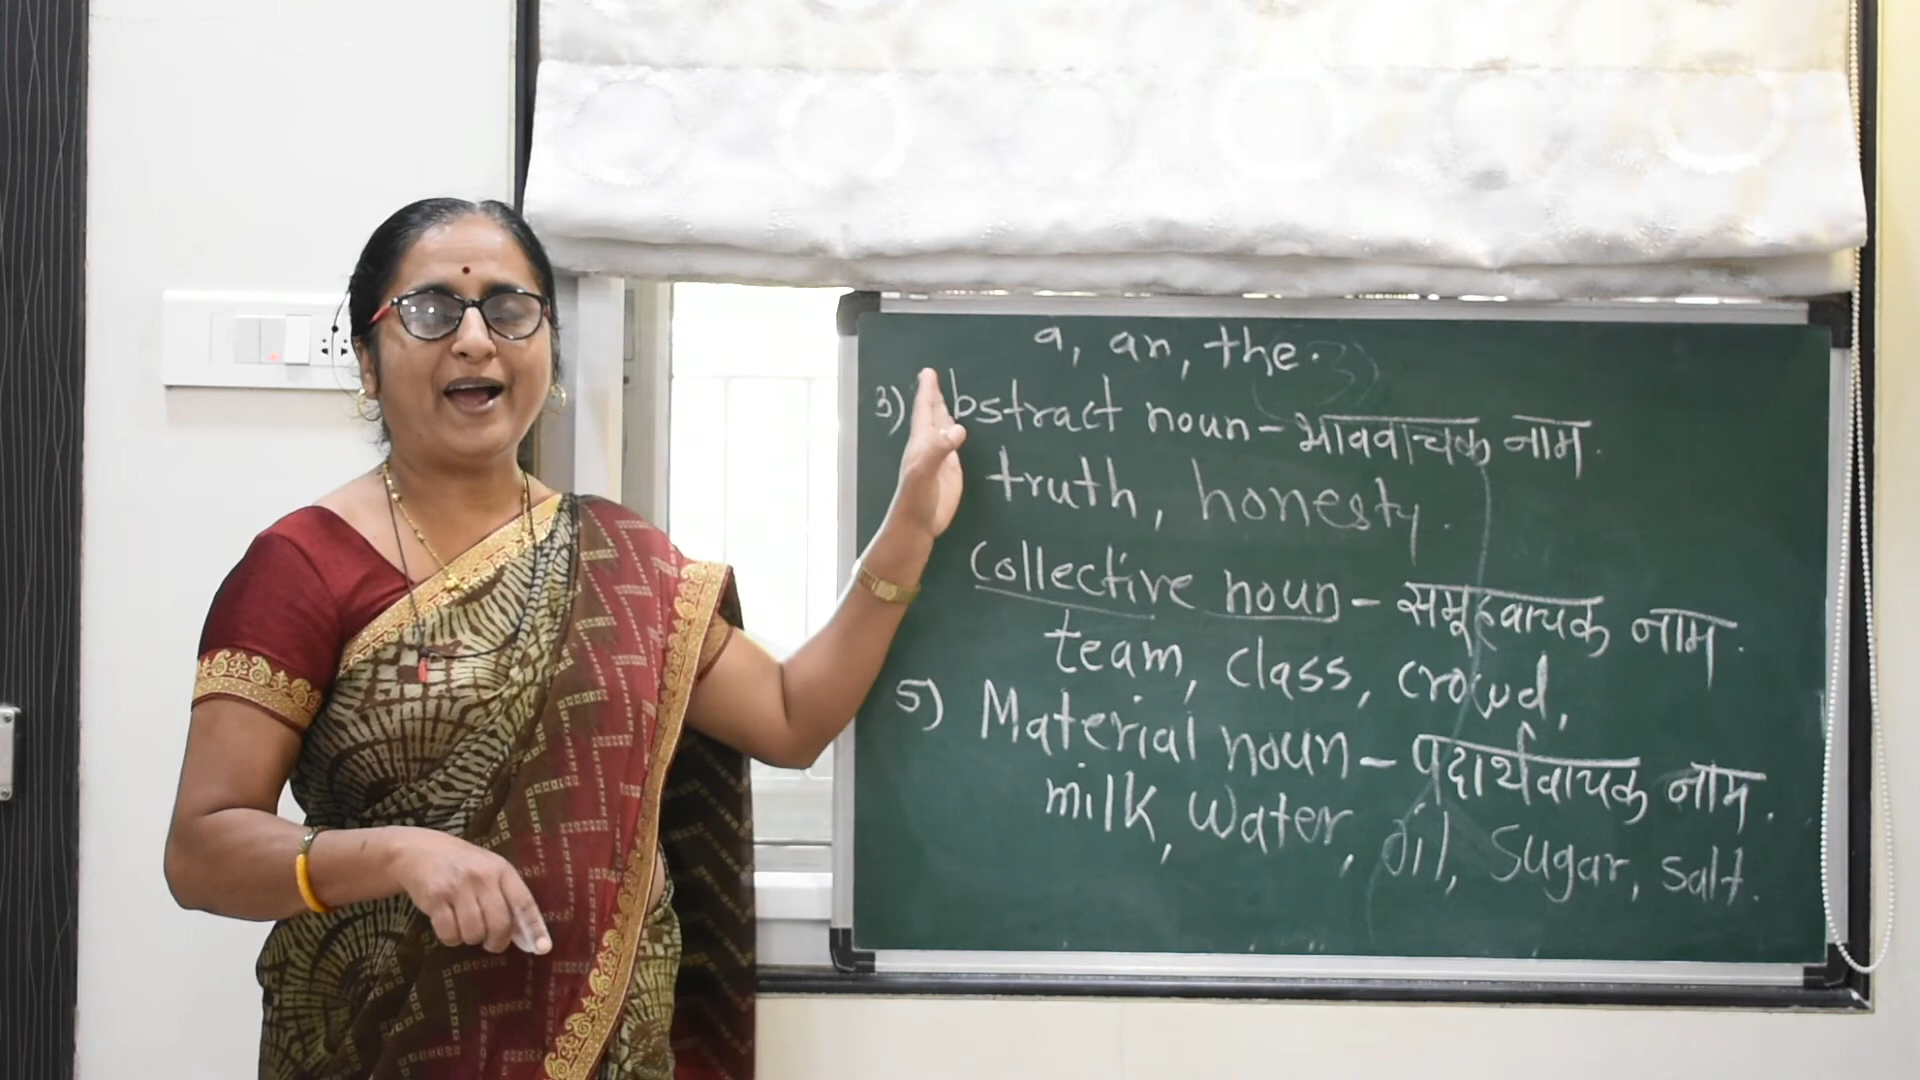 a, an, the.
3) Abstract noun - भाववाचक नाम.
truth, honesty.
Collective noun - समूहवाचक नाम.
team, class, crowd,
5) Material noun - पदार्थवाचक नाम.
milk, water, oil, sugar, salt.